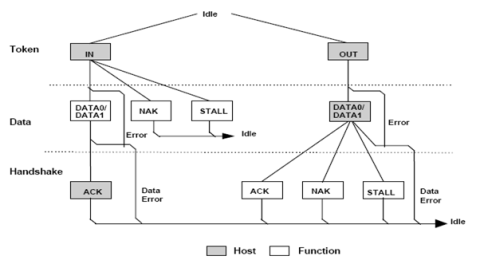 Idle
Token
IN
OUT
DATA0/
DATA1
NAK
STALL
DATA0/
DATA1
Error
Error
Data
Idle
Handshake
ACK
Data
Error
ACK
NAK
STALL
Data
Error
Idle
Host
Function